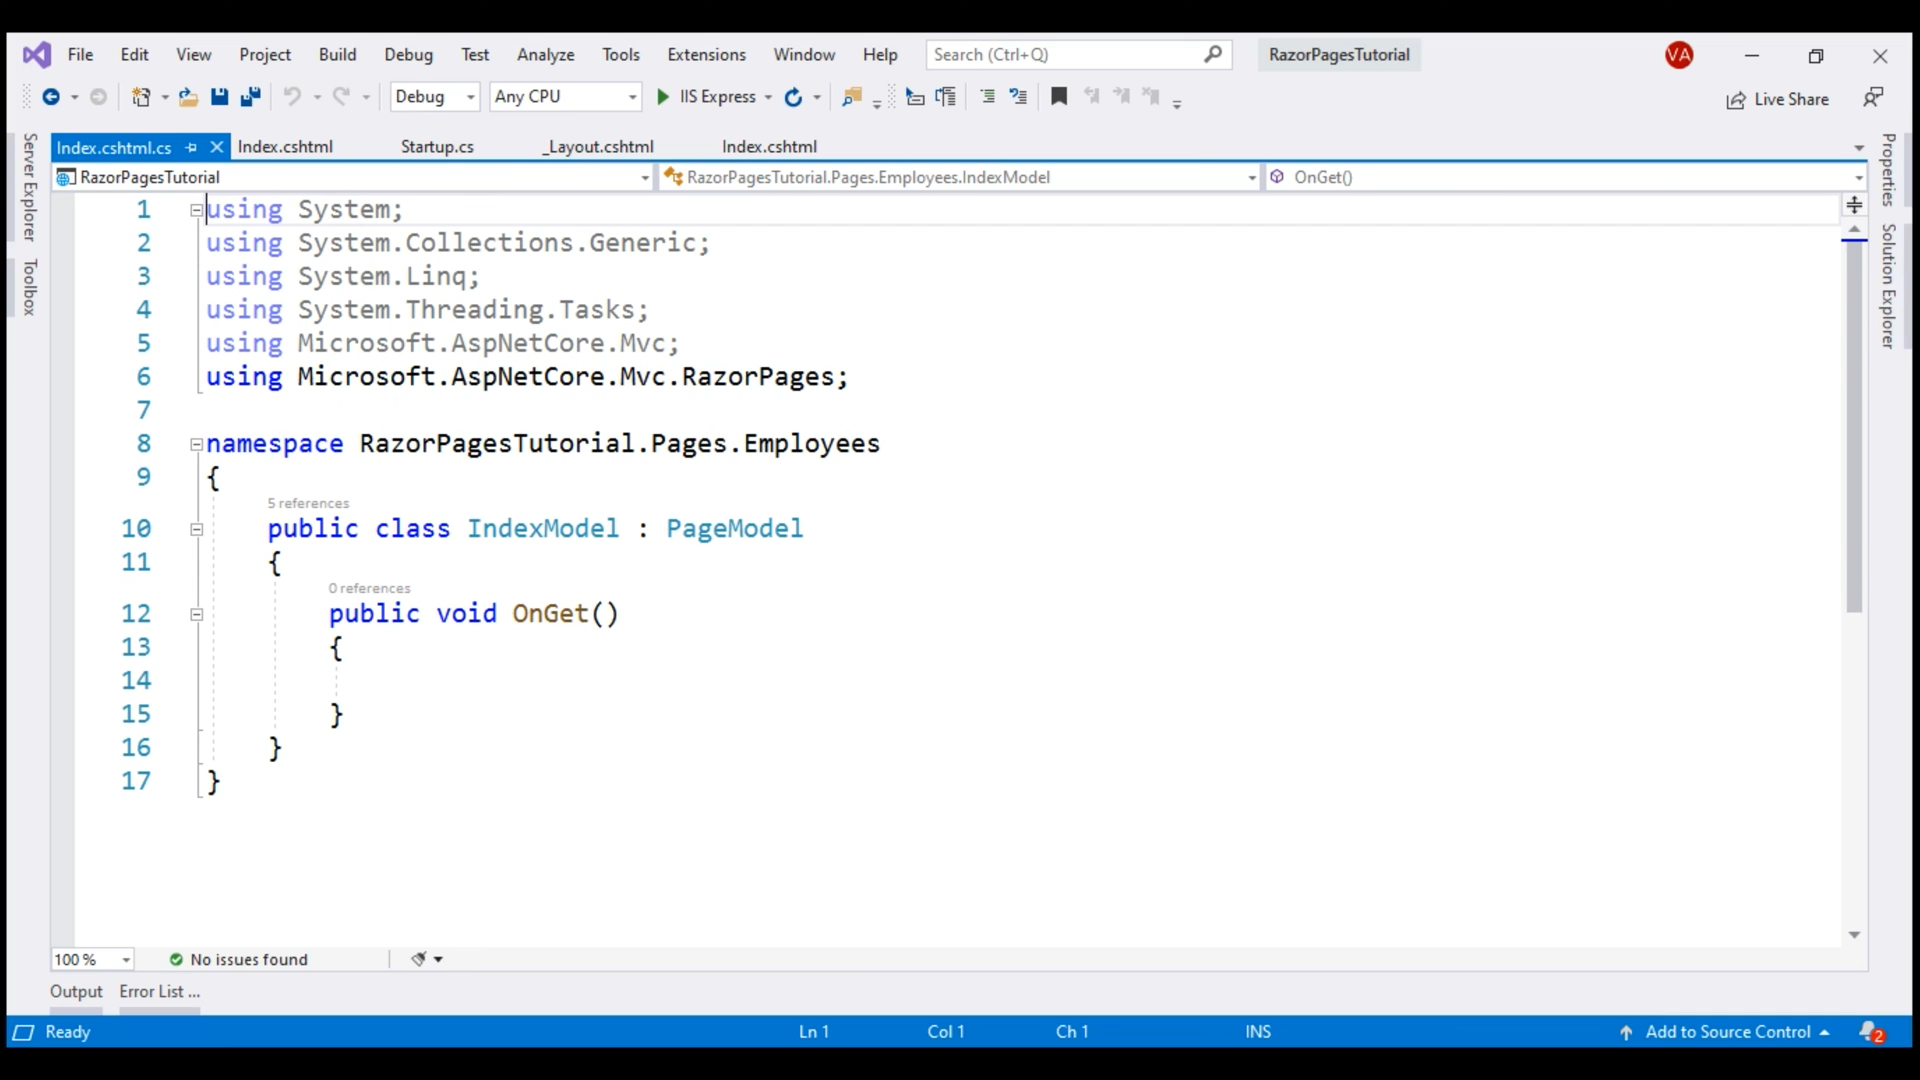 File Edit View Project Build Debug Test Analyze Tools Extensions Window Help Search (Ctrl+Q) RazorPagesTutorial VA
Debug Any CPU IIS Express Live Share
Index.cshtml.cs Index.cshtml Startup.cs _Layout.cshtml Index.cshtml
RazorPagesTutorial RazorPagesTutorial.Pages.Employees.IndexModel OnGet()
Server Explorer
Toolbox
Properties
Solution Explorer
1 using System;
2 using System.Collections.Generic;
3 using System.Linq;
4 using System.Threading.Tasks;
5 using Microsoft.AspNetCore.Mvc;
6 using Microsoft.AspNetCore.Mvc.RazorPages;
7
8 namespace RazorPagesTutorial.Pages.Employees
9 {
5 references
10 public class IndexModel : PageModel
11 {
0 references
12 public void OnGet()
13 {
14
15 }
16 }
17 }
100 % No issues found
Output Error List ...
Ready Ln 1 Col 1 Ch 1 INS Add to Source Control 2